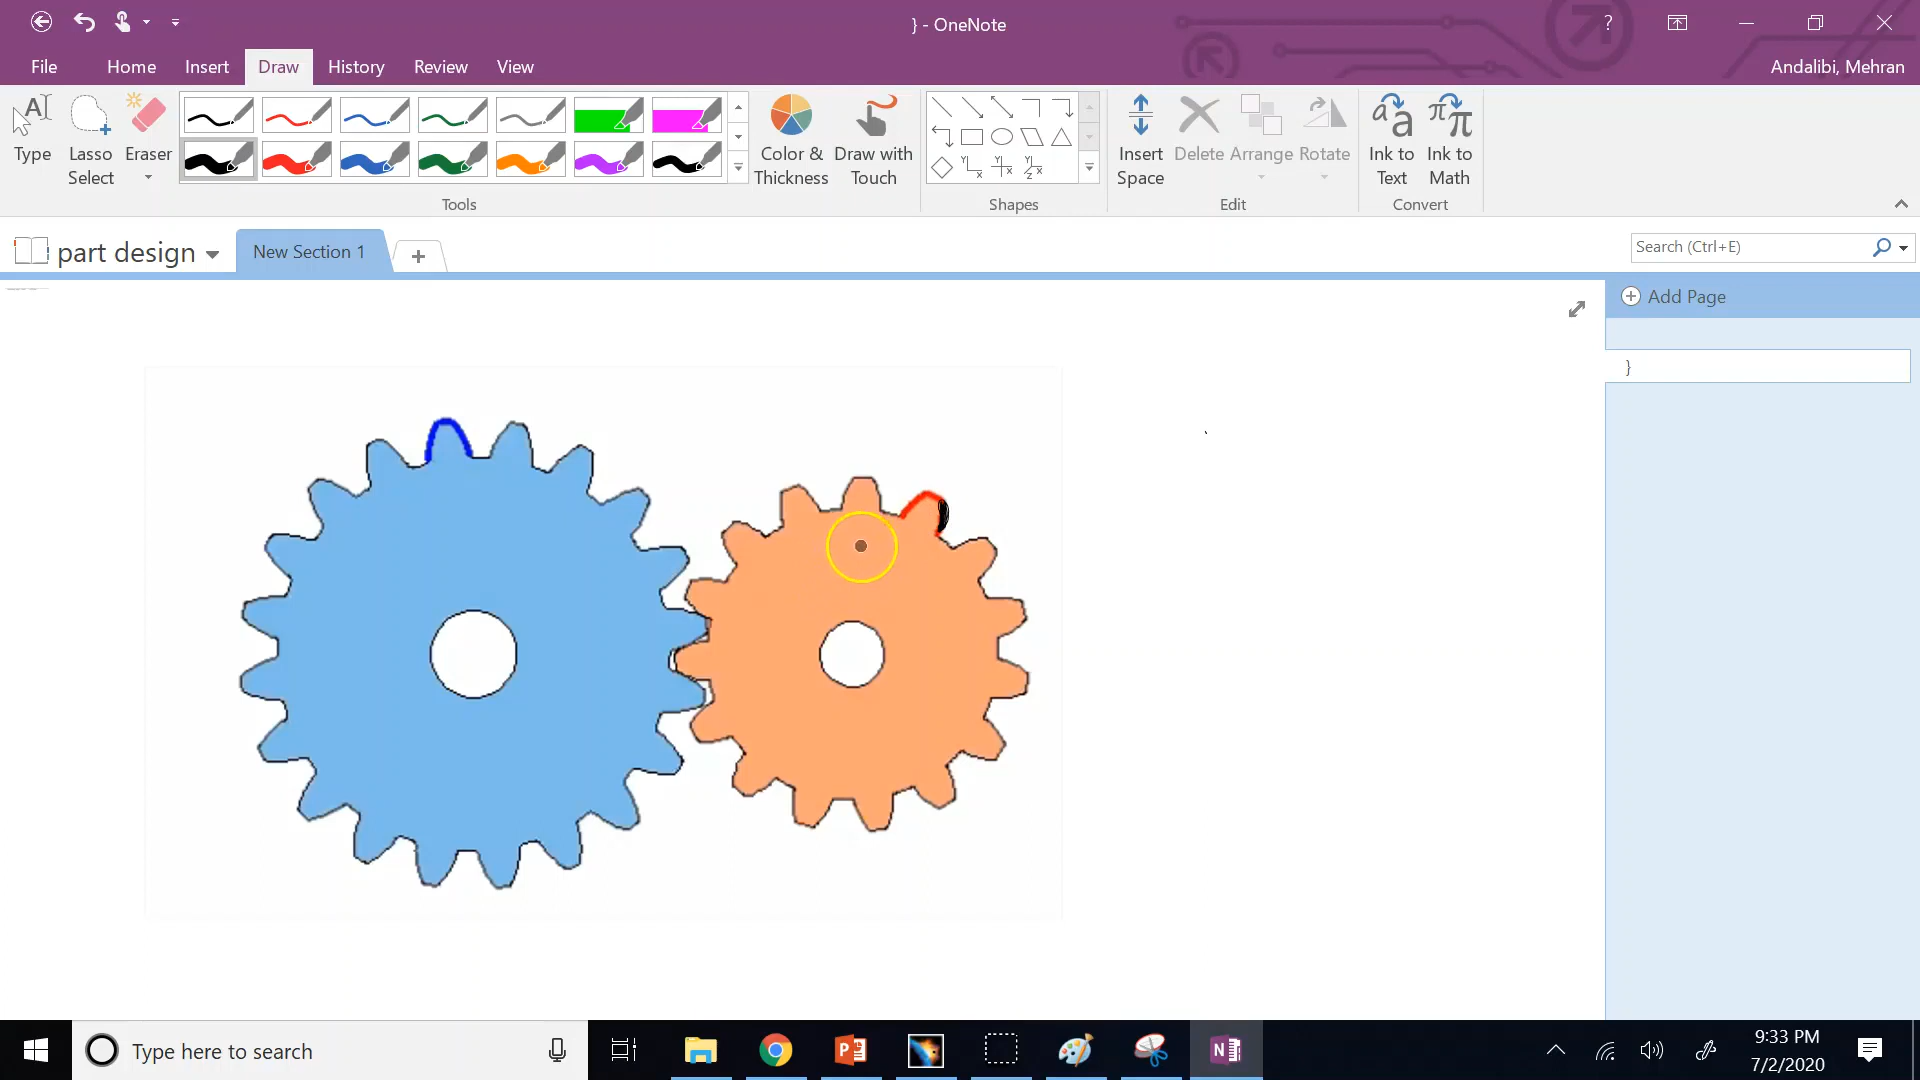 } - OneNote
?
File Home Insert Draw History Review View
Andalibi, Mehran
Type
Lasso Select
Eraser
Color & Thickness
Draw with Touch
Insert Space
Delete
Arrange
Rotate
Ink to Text
Ink to Math
Tools
Shapes
Edit
Convert
part design
New Section 1
Search (Ctrl+E)
Add Page
}
Type here to search
9:33 PM
7/2/2020